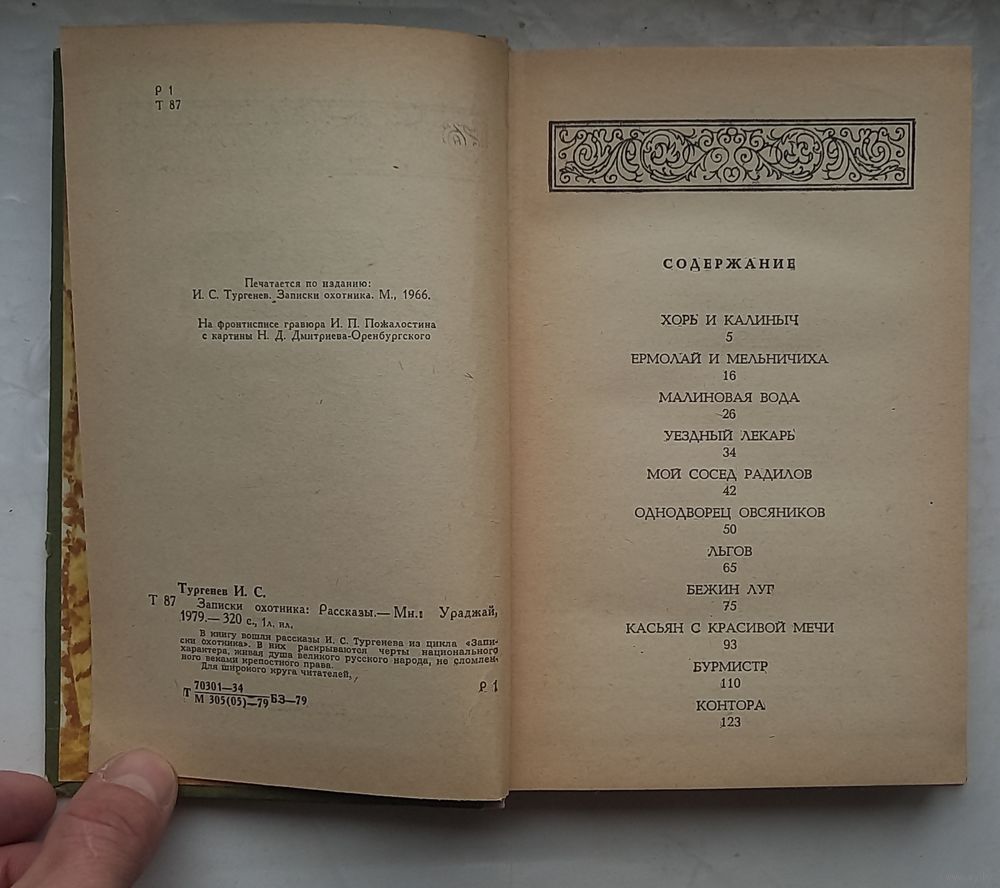 Р 1
Т 87
Печатается по изданию:
И. С. Тургенев. Записки охотника. М., 1966.
На фронтисписе гравюра И. П. Пожалостина
с картины Н. Д. Дмитриева-Оренбургского
Тургенев И. С.
Т 87 Записки охотника: Рассказы.— Мн.: Ураджай,
1979.— 320 с., 1л. ил.
В книгу вошли рассказы И. С. Тургенева из цикла «Запи-
ски охотника». В них раскрываются черты национального
характера, живая душа великого русского народа, не сломлен-
ного веками крепостного права.
Для широкого круга читателей.
Т 70301—34
М 305(05)—79 БЗ—79
Р 1
СОДЕРЖАНИЕ
ХОРЬ И КАЛИНЫЧ
5
ЕРМОЛАЙ И МЕЛЬНИЧИХА
16
МАЛИНОВАЯ ВОДА
26
УЕЗДНЫЙ ЛЕКАРЬ
34
МОЙ СОСЕД РАДИЛОВ
42
ОДНОДВОРЕЦ ОВСЯНИКОВ
50
ЛЬГОВ
65
БЕЖИН ЛУГ
75
КАСЬЯН С КРАСИВОЙ МЕЧИ
93
БУРМИСТР
110
КОНТОРА
123